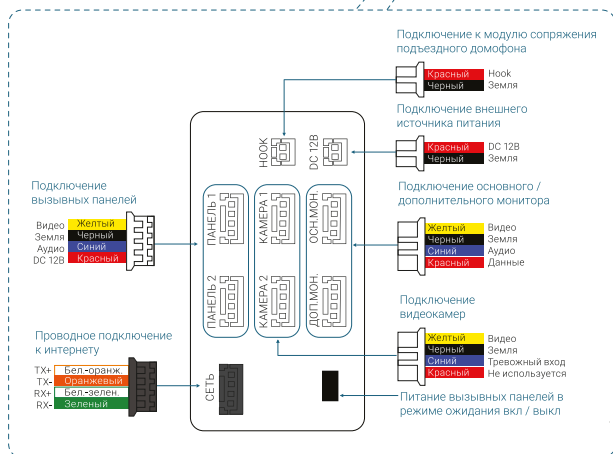 Подключение к модулю сопряжения
подъездного домофона
Красный Hook
Черный Земля
Подключение внешнего
источника питания
Красный DC 12В
Черный Земля
HOOK
DC 12В
Подключение
вызывных панелей
Видео Желтый
Земля Черный
Аудио Синий
DC 12В Красный
ПАНЕЛЬ 1
КАМЕРА 1
ОСН.МОН.
ПАНЕЛЬ 2
КАМЕРА 2
ДОП.МОН.
Подключение основного /
дополнительного монитора
Желтый Видео
Черный Земля
Синий Аудио
Красный Данные
Подключение
видеокамер
Желтый Видео
Черный Земля
Синий Тревожный вход
Красный Не используется
Проводное подключение
к интернету
TX+ Бел.-оранж.
TX- Оранжевый
RX+ Бел.-зелен.
RX- Зеленый
СЕТЬ
Питание вызывных панелей в
режиме ожидания вкл / выкл